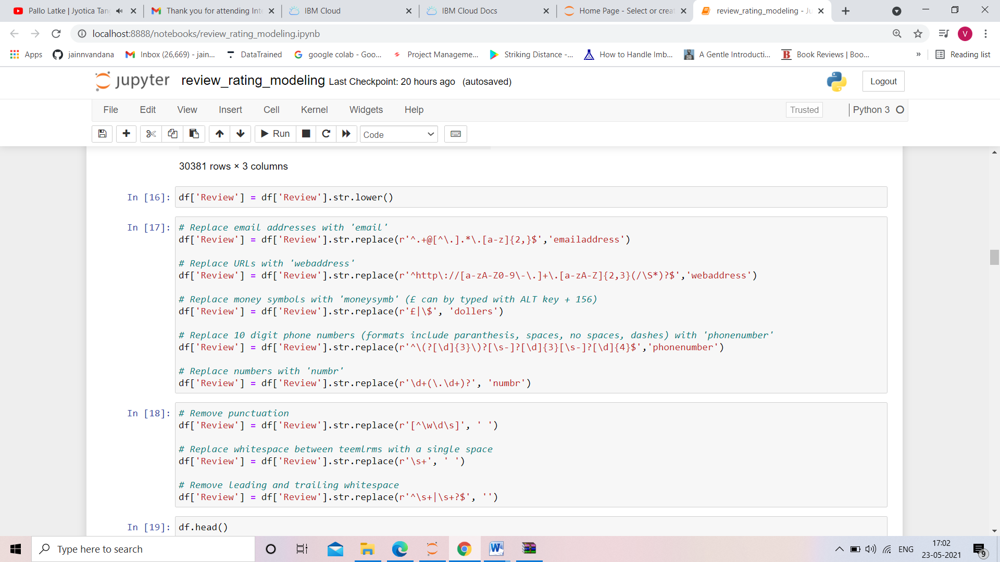 Pallo Latke | Jyotica Tan
Thank you for attending Inte
IBM Cloud
IBM Cloud Docs
Home Page - Select or creat
review_rating_modeling - Ju
localhost:8888/notebooks/review_rating_modeling.ipynb
V
Apps
jainnvandana
Inbox (26,669) - jain...
DataTrained
google colab - Goo...
Project Manageme...
Striking Distance -...
How to Handle Imb...
A Gentle Introducti...
Book Reviews | Boo...
»
Reading list
jupyter review_rating_modeling Last Checkpoint: 20 hours ago (autosaved)
Logout
File Edit View Insert Cell Kernel Widgets Help
Trusted
Python 3
Run
Code
30381 rows × 3 columns
In [16]: df['Review'] = df['Review'].str.lower()
In [17]: # Replace email addresses with 'email'
df['Review'] = df['Review'].str.replace(r'^.+@[^\.].*\.[a-z]{2,}$','emailaddress')
# Replace URLs with 'webaddress'
df['Review'] = df['Review'].str.replace(r'^http\://[a-zA-Z0-9\-\.]+\.[a-zA-Z]{2,3}(/\S*)?$','webaddress')
# Replace money symbols with 'moneysymb' (£ can by typed with ALT key + 156)
df['Review'] = df['Review'].str.replace(r'£|\$', 'dollers')
# Replace 10 digit phone numbers (formats include paranthesis, spaces, no spaces, dashes) with 'phonenumber'
df['Review'] = df['Review'].str.replace(r'^\(?[\d]{3}\)?[\s-]?[\d]{3}[\s-]?[\d]{4}$','phonenumber')
# Replace numbers with 'numbr'
df['Review'] = df['Review'].str.replace(r'\d+(\.\d+)?', 'numbr')
In [18]: # Remove punctuation
df['Review'] = df['Review'].str.replace(r'[^\w\d\s]', ' ')
# Replace whitespace between teemlrms with a single space
df['Review'] = df['Review'].str.replace(r'\s+', ' ')
# Remove leading and trailing whitespace
df['Review'] = df['Review'].str.replace(r'^\s+|\s+?$', '')
In [19]: df.head()
Type here to search
ENG
17:02
23-05-2021
9